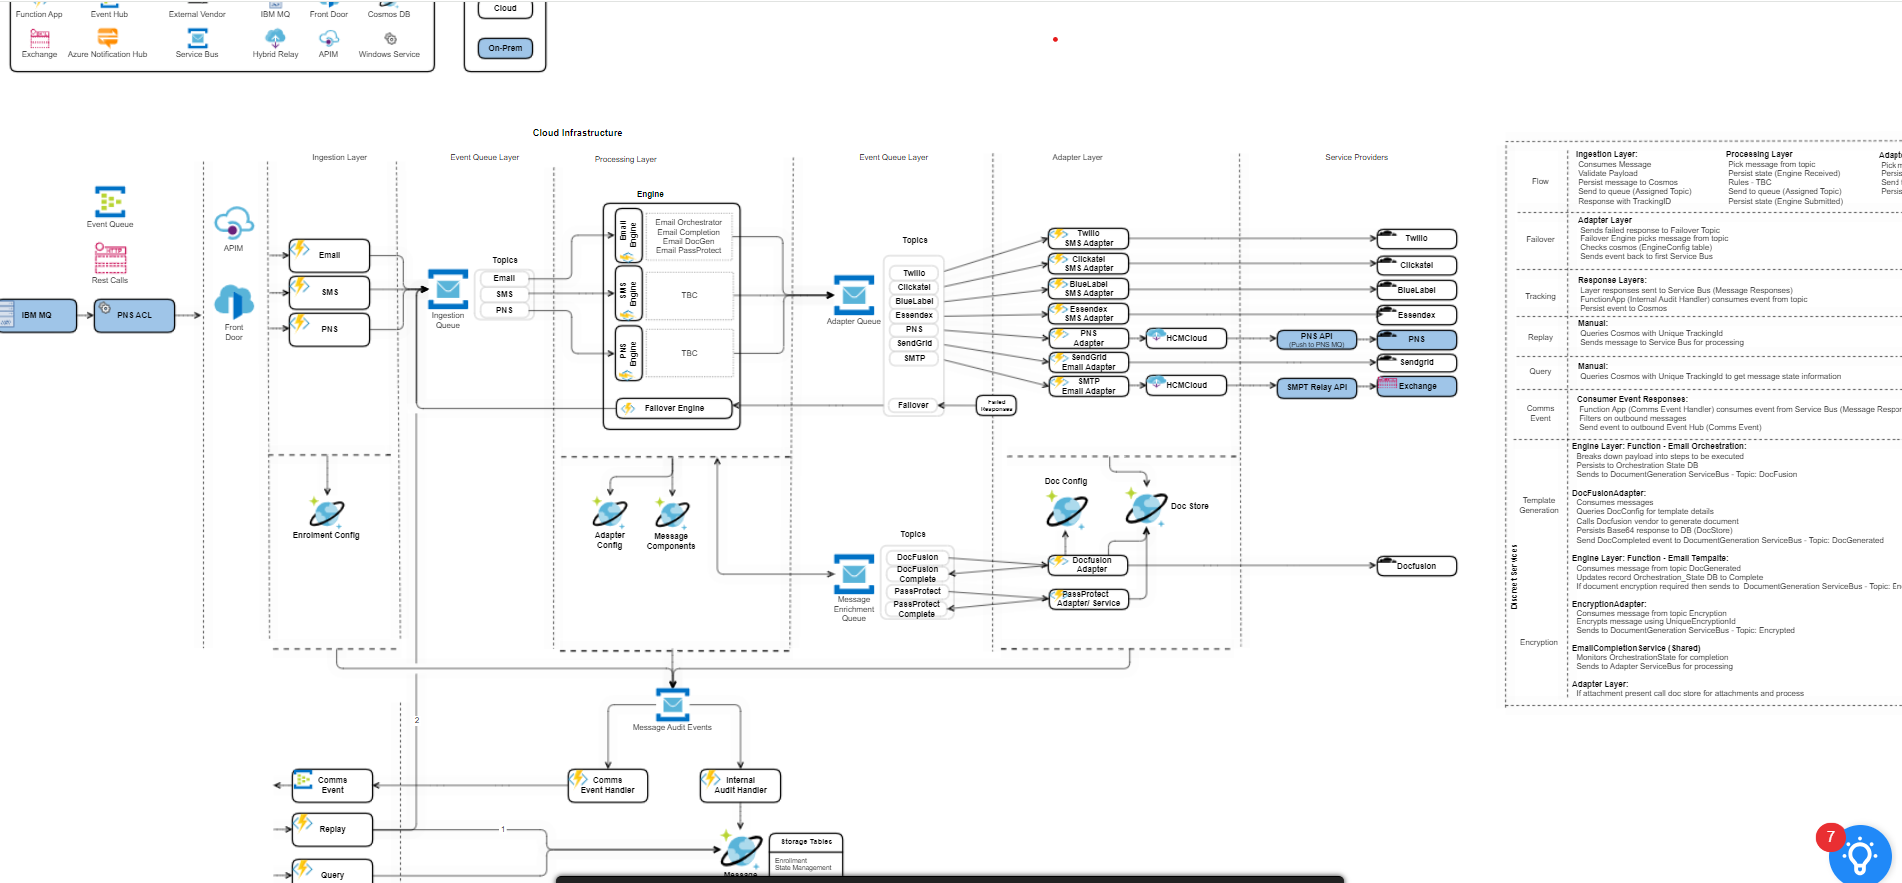 Function App
Event Hub
External Vendor
IBM MQ
Front Door
Cosmos DB
Exchange
Azure Notification Hub
Service Bus
Hybrid Relay
APIM
Windows Service
Cloud
On-Prem
Cloud Infrastructure
Ingestion Layer
Event Queue Layer
Processing Layer
Event Queue Layer
Adapter Layer
Service Providers
Event Queue
Rest Calls
IBM MQ
PNS ACL
APIM
Front
Door
Email
SMS
PNS
Ingestion
Queue
Topics
Email
SMS
PNS
Engine
Email
Engine
Email Orchestrator
Email Completion
Email DocGen
Email PassProtect
SMS
Engine
TBC
PNS
Engine
TBC
Failover Engine
Adapter Queue
Topics
Twilio
Clickatel
BlueLabel
Essendex
PNS
SendGrid
SMTP
Failover
Failed
Responses
Twilio
SMS Adapter
Clickatel
SMS Adapter
BlueLabel
SMS Adapter
Essendex
SMS Adapter
PNS
Adapter
SendGrid
Email Adapter
SMTP
Email Adapter
HCMCloud
HCMCloud
PNS API
(Push to PNS MQ)
SMPT Relay API
Twilio
Clickatel
BlueLabel
Essendex
PNS
Sendgrid
Exchange
Enrolment Config
Adapter
Config
Message
Components
Message
Enrichment
Queue
Topics
DocFusion
DocFusion
Complete
PassProtect
PassProtect
Complete
Doc Config
Doc Store
Docfusion
Adapter
PassProtect
Adapter/ Service
Docfusion
Message Audit Events
2
Comms
Event
Comms
Event Handler
Internal
Audit Handler
Replay
1
Query
Message
Storage Tables
Enrollment
State Management
Discreet Services
Flow
Ingestion Layer:
Consumes Message
Validate Payload
Persist message to Cosmos
Send to queue (Assigned Topic)
Response with TrackingID
Processing Layer
Pick message from topic
Persist state (Engine Received)
Rules - TBC
Send to queue (Assigned Topic)
Persist state (Engine Submitted)
Adapt
Pick m
Persis
Send
Persis
Failover
Adapter Layer
Sends failed response to Failover Topic
Failover Engine picks message from topic
Checks cosmos (EngineConfig table)
Sends event back to first Service Bus
Tracking
Response Layers:
Layer responses sent to Service Bus (Message Responses)
FunctionApp (Internal Audit Handler) consumes event from topic
Persist event to Cosmos
Replay
Manual:
Queries Cosmos with Unique TrackingId
Sends message to Service Bus for processing
Query
Manual:
Queries Cosmos with Unique TrackingId to get message state information
Comms
Event
Consumer Event Responses:
Function App (Comms Event Handler) consumes event from Service Bus (Message Respor
Filters on outbound messages
Send event to outbound Event Hub (Comms Event)
Template
Generation
Engine Layer: Function - Email Orchestration:
Breaks down payload into steps to be executed
Persists to Orchestration State DB
Sends to DocumentGeneration ServiceBus - Topic: DocFusion
DocFusionAdapter:
Consumes messages
Queries DocConfig for template details
Calls Docfusion vendor to generate document
Persists Base64 response to DB (DocStore)
Send DocCompleted event to DocumentGeneration ServiceBus - Topic: DocGenerated
Engine Layer: Function - Email Tempalte:
Consumes message from topic DocGenerated
Updates record Orchestration_State DB to Complete
If document encryption required then sends to DocumentGeneration ServiceBus - Topic: En
Encryption
EncryptionAdapter:
Consumes message from topic Encryption
Encrypts message using UniqueEncryptionId
Sends to DocumentGeneration ServiceBus - Topic: Encrypted
EmailCompletionService (Shared)
Monitors OrchestrationState for completion
Sends to Adapter ServiceBus for processing
Adapter Layer:
If attachment present call doc store for attachments and process
7